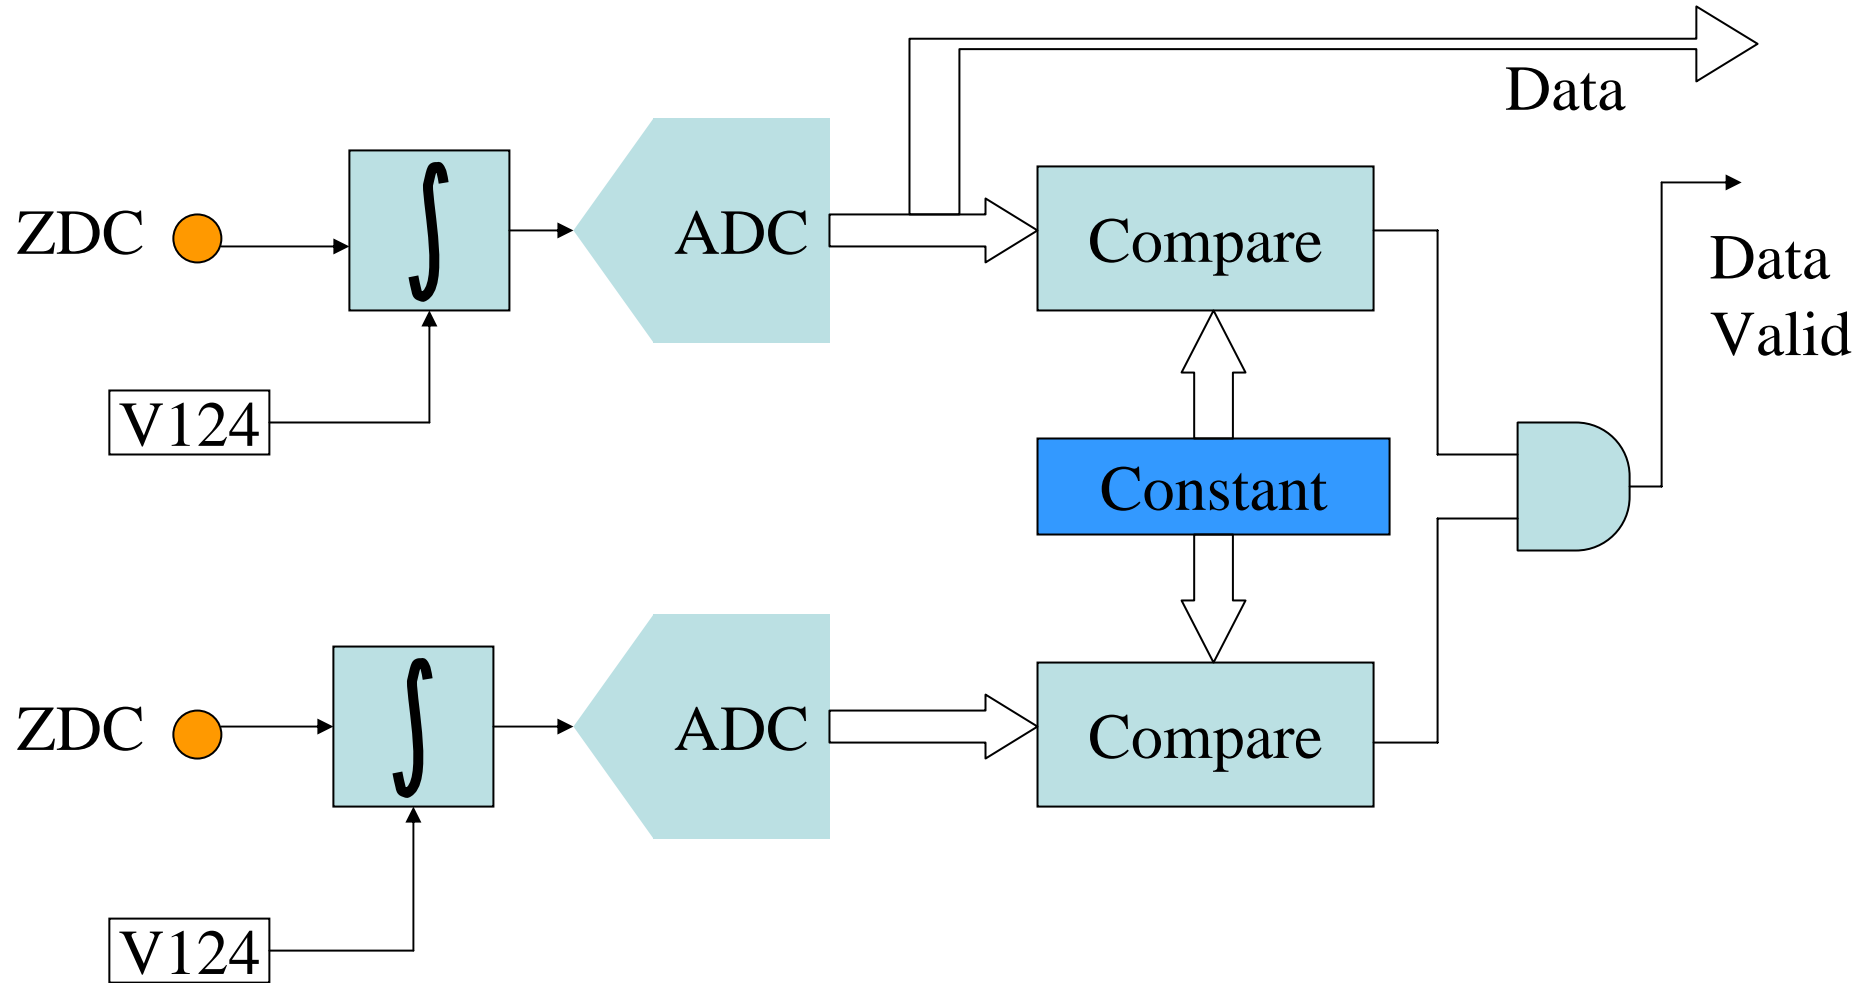 Data
ZDC
∫
ADC
Compare
Data
Valid
V124
Constant
ZDC
∫
ADC
Compare
V124